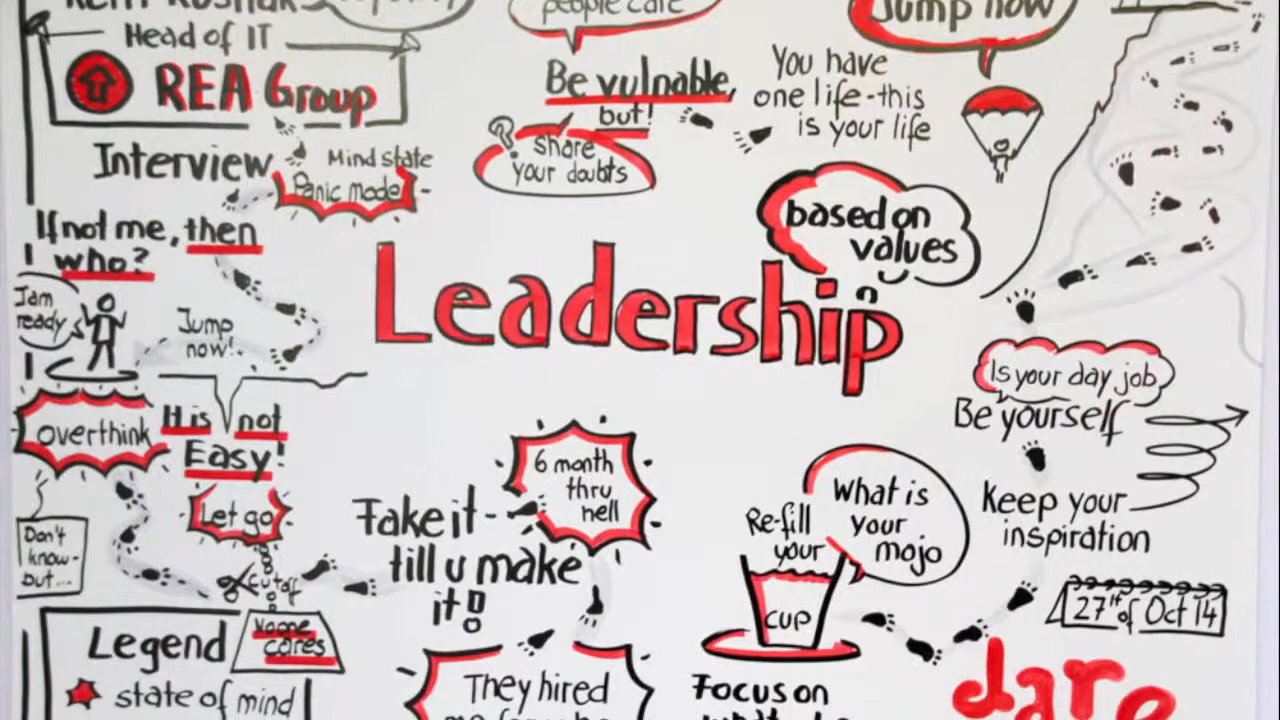 Head of IT
REA Group
Interview
Mind state
Panic mode
If not me, then
who?
I am
ready
Jump
now!
overthink
It is not
Easy!
Let go
Don't
know-
but...
cut off
No one
cares
Legend
state of mind
people care
Be vulnable,
but!
share
your doubts
You have
one life - this
is your life
Jump now
based on
values
Leadership
Fake it -
till u make
it!
6 month
thru
hell
They hired
What is
your
mojo
Re-fill
your
cup
Focus on
Is your day job
Be yourself
Keep your
inspiration
27th of Oct 14
dare